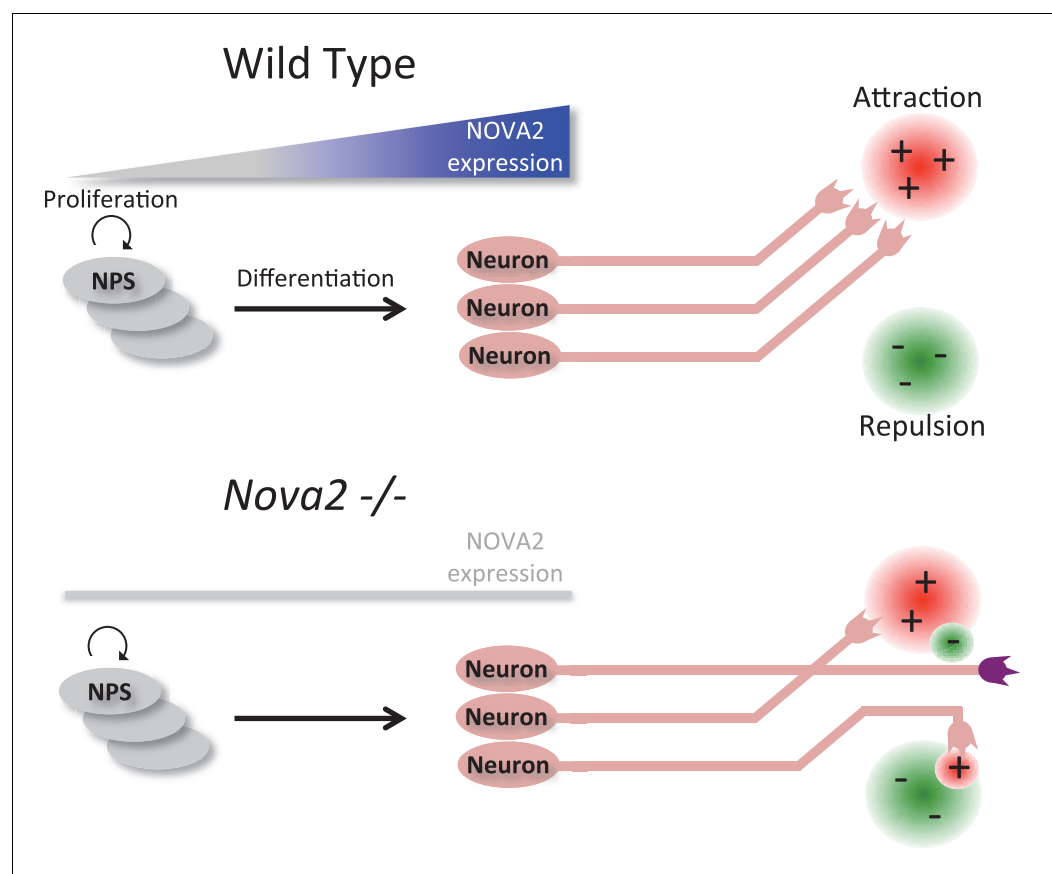 Wild Type
Attraction
NOVA2
expression
+ + +
Proliferation
NPS
Differentiation
Neuron
Neuron
Neuron
- - -
Repulsion
Nova2 -/-
NOVA2
expression
+
+
-
NPS
Neuron
Neuron
Neuron
+
-
-